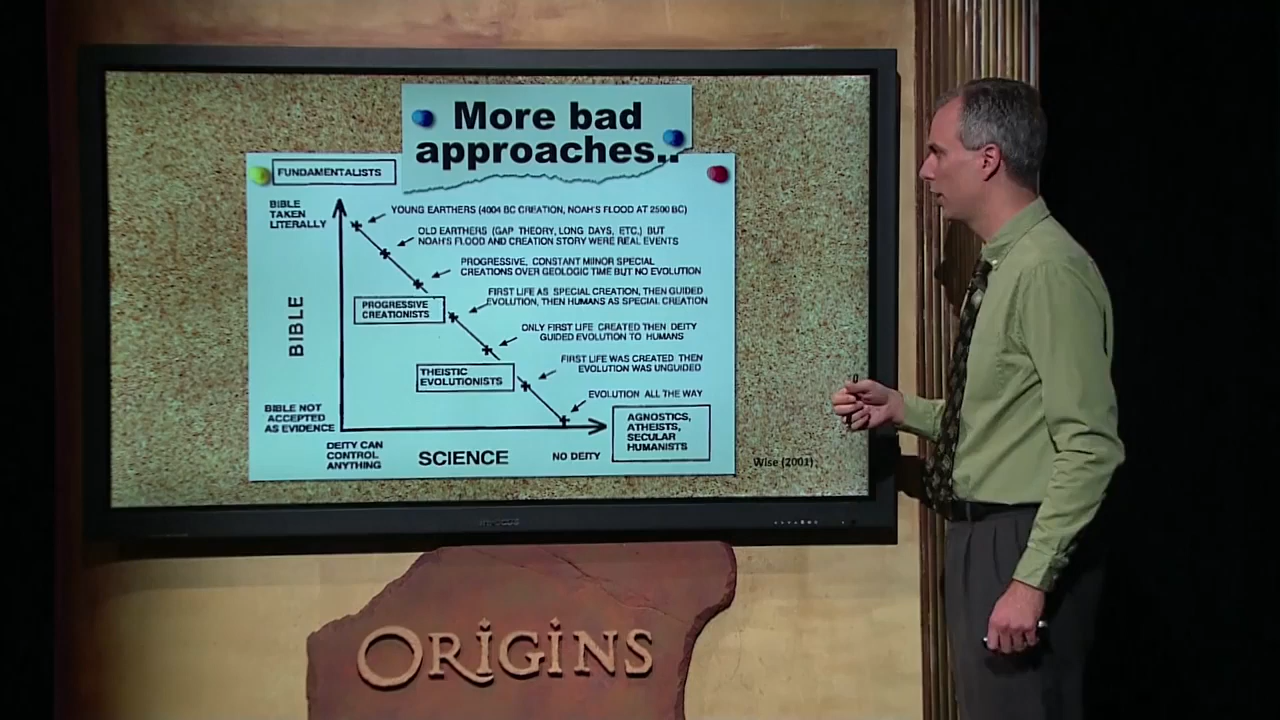 More bad
approaches..
FUNDAMENTALISTS
BIBLE
TAKEN
LITERALLY
YOUNG EARTHERS (4004 BC CREATION, NOAH'S FLOOD AT 2500 BC)
OLD EARTHERS (GAP THEORY, LONG DAYS, ETC.) BUT
NOAH'S FLOOD AND CREATION STORY WERE REAL EVENTS
PROGRESSIVE, CONSTANT MINOR SPECIAL
CREATIONS OVER GEOLOGIC TIME BUT NO EVOLUTION
FIRST LIFE AS SPECIAL CREATION, THEN GUIDED
EVOLUTION, THEN HUMANS AS SPECIAL CREATION
PROGRESSIVE
CREATIONISTS
BIBLE
ONLY FIRST LIFE CREATED THEN DEITY
GUIDED EVOLUTION TO HUMANS
FIRST LIFE WAS CREATED THEN
EVOLUTION WAS UNGUIDED
THEISTIC
EVOLUTIONISTS
EVOLUTION ALL THE WAY
BIBLE NOT
ACCEPTED
AS EVIDENCE
AGNOSTICS,
ATHEISTS,
SECULAR
HUMANISTS
DEITY CAN
CONTROL
ANYTHING
SCIENCE
NO DEITY
Wise (2001)
ORIGINS